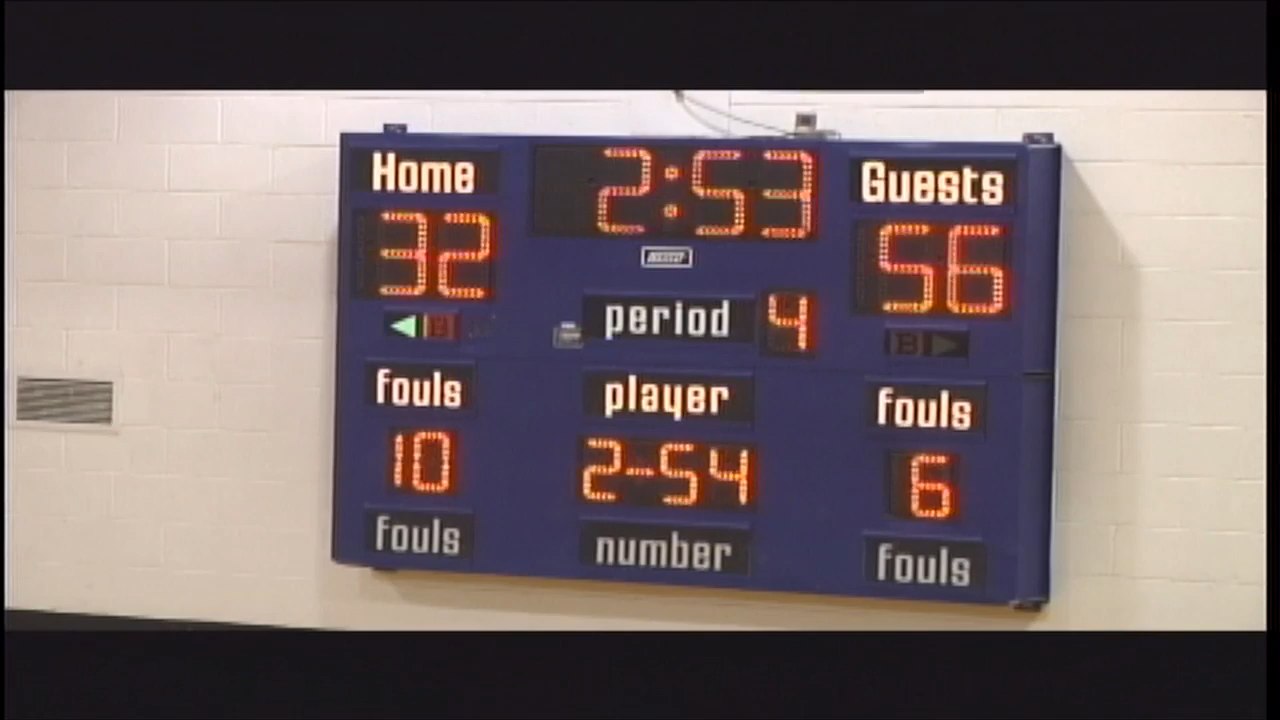 Home 2:53 Guests
32 56
period 4
fouls player fouls
10 2-54 6
fouls number fouls